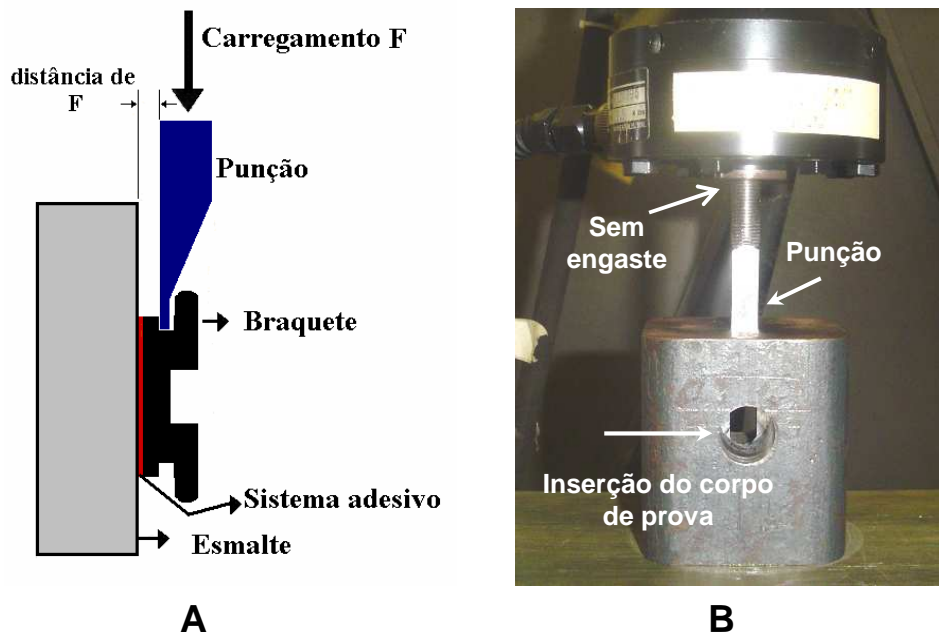 Carregamento F
distância de
F
Punção
Braquete
Sistema adesivo
Esmalte
Sem
engaste
Punção
Inserção do corpo
de prova
A
B